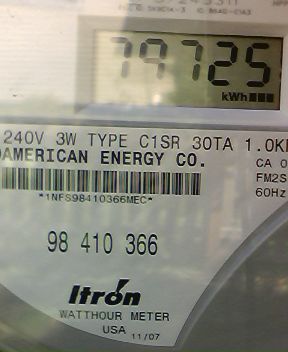 79725
kWh
240V 3W TYPE C1SR 30TA 1.0K
AMERICAN ENERGY CO.
CA 0
*1NFS98410366MEC*
FM2S
60Hz
98 410 366
Itrón
WATTHOUR METER
USA 11/07